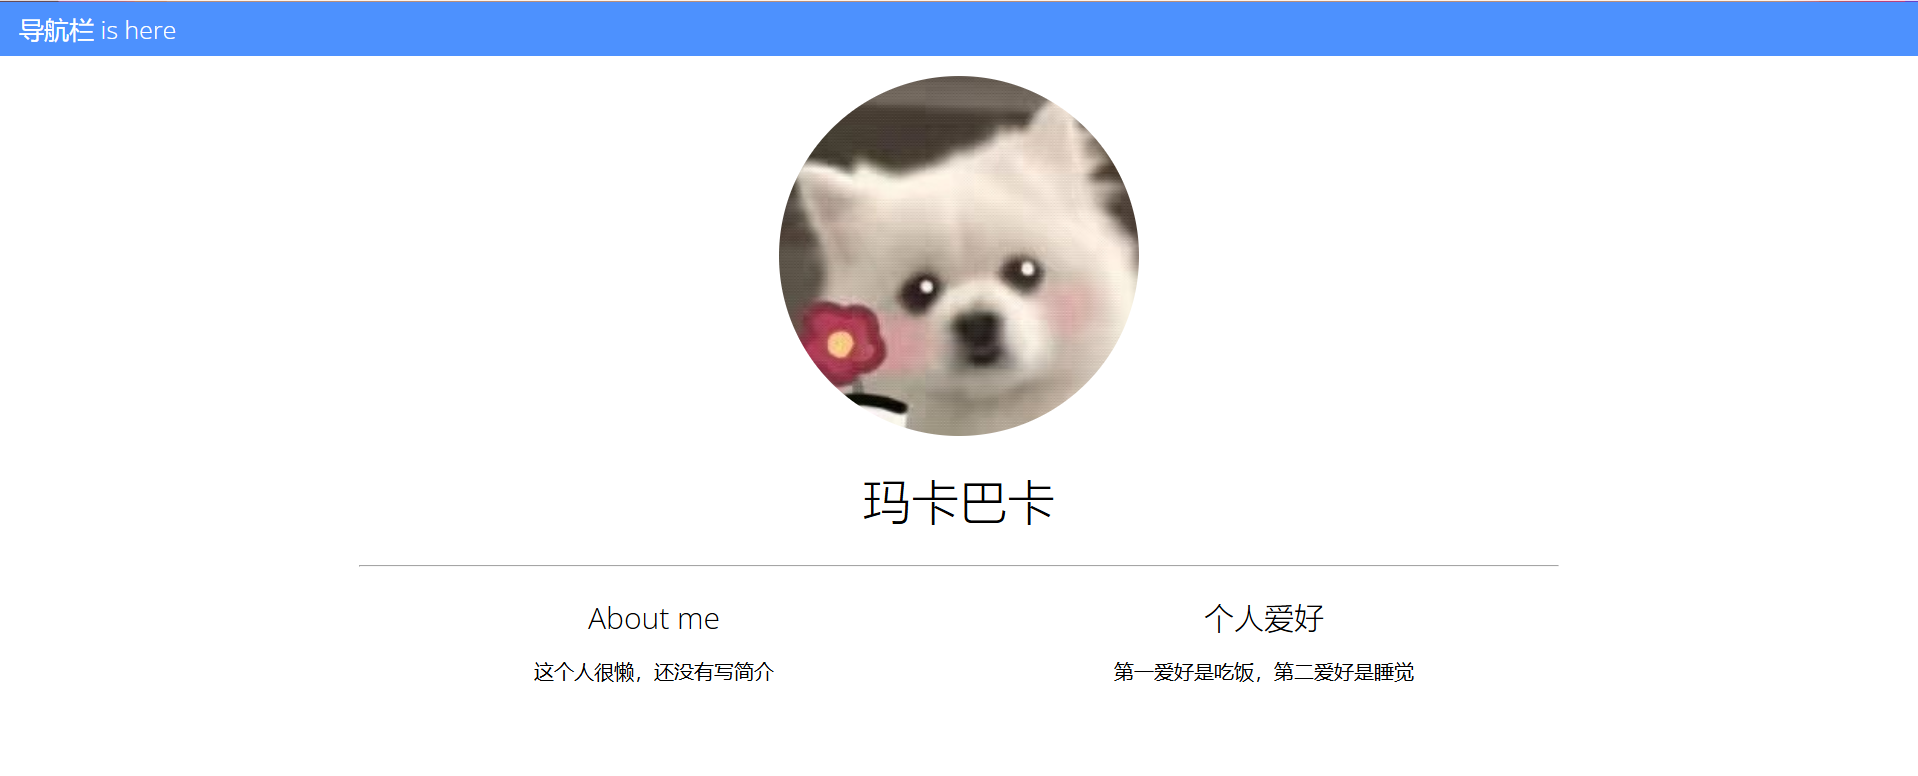 导航栏 is here
玛卡巴卡
About me
这个人很懒，还没有写简介
个人爱好
第一爱好是吃饭，第二爱好是睡觉